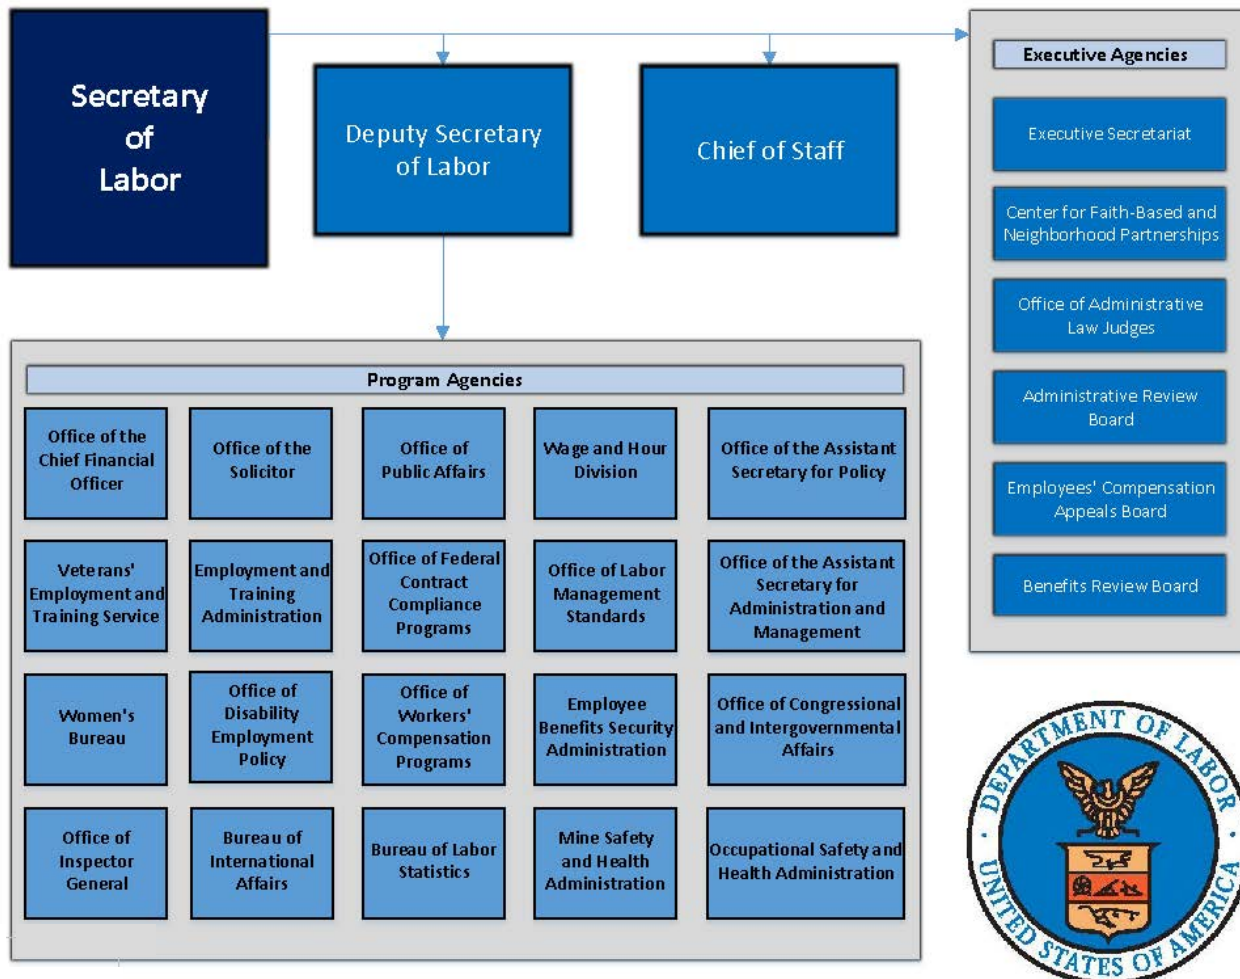 Secretary
of
Labor
Deputy Secretary
of Labor
Chief of Staff
Executive Agencies
Executive Secretariat
Center for Faith-Based and
Neighborhood Partnerships
Office of Administrative
Law Judges
Administrative Review
Board
Employees' Compensation
Appeals Board
Benefits Review Board
Program Agencies
Office of the
Chief Financial
Officer
Office of the
Solicitor
Office of
Public Affairs
Wage and Hour
Division
Office of the Assistant
Secretary for Policy
Veterans'
Employment and
Training Service
Employment and
Training
Administration
Office of Federal
Contract
Compliance
Programs
Office of Labor
Management
Standards
Office of the Assistant
Secretary for
Administration and
Management
Women's
Bureau
Office of
Disability
Employment
Policy
Office of
Workers'
Compensation
Programs
Employee
Benefits Security
Administration
Office of Congressional
and Intergovernmental
Affairs
Office of
Inspector
General
Bureau of
International
Affairs
Bureau of Labor
Statistics
Mine Safety
and Health
Administration
Occupational Safety and
Health Administration
DEPARTMENT OF LABOR
UNITED STATES OF AMERICA